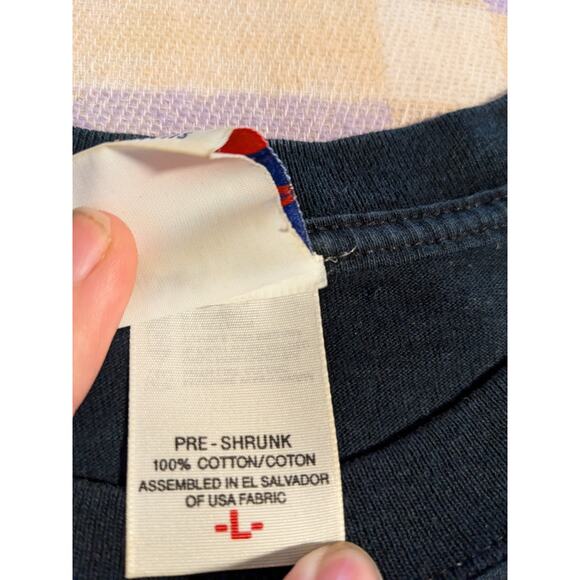 PRE-SHRUNK
100% COTTON/COTON
ASSEMBLED IN EL SALVADOR
OF USA FABRIC
-L-